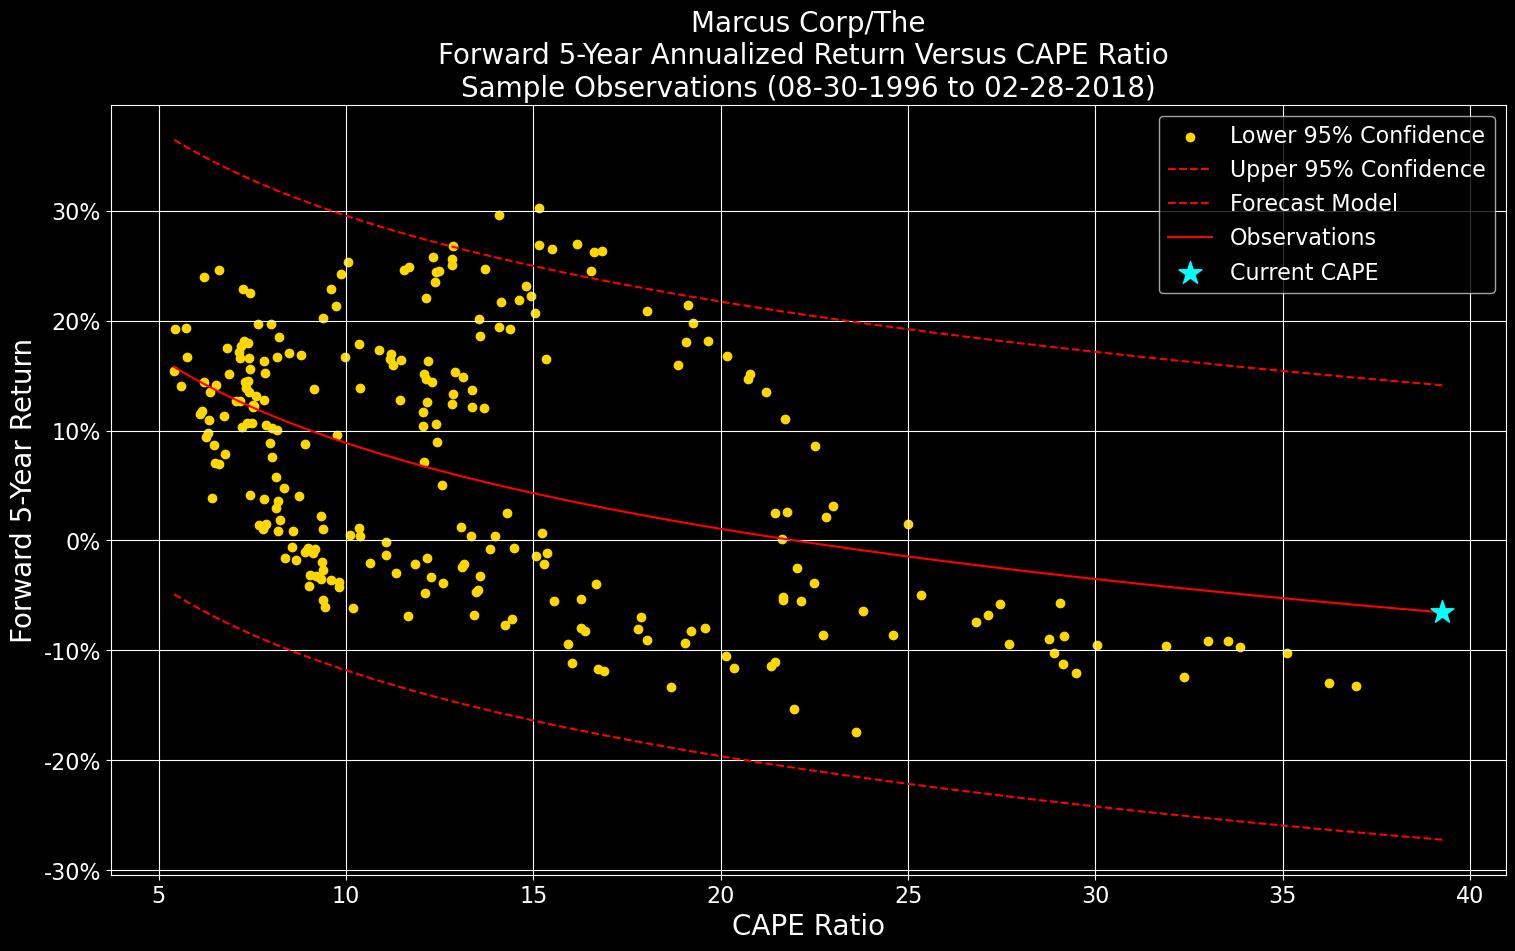 Marcus Corp/The
Forward 5-Year Annualized Return Versus CAPE Ratio
Sample Observations (08-30-1996 to 02-28-2018)
Lower 95% Confidence
Upper 95% Confidence
Forecast Model
Observations
Current CAPE
Forward 5-Year Return
30%
20%
10%
0%
-10%
-20%
-30%
5 10 15 20 25 30 35 40
CAPE Ratio